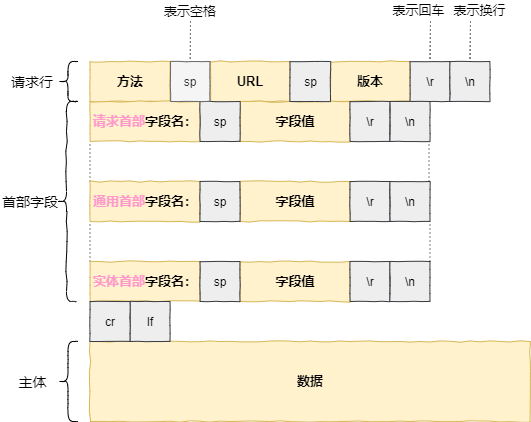 表示空格 表示回车 表示换行
请求行 方法 sp URL sp 版本 \r \n
请求首部字段名： sp 字段值 \r \n
首部字段 通用首部字段名： sp 字段值 \r \n
实体首部字段名： sp 字段值 \r \n
cr lf
主体 数据